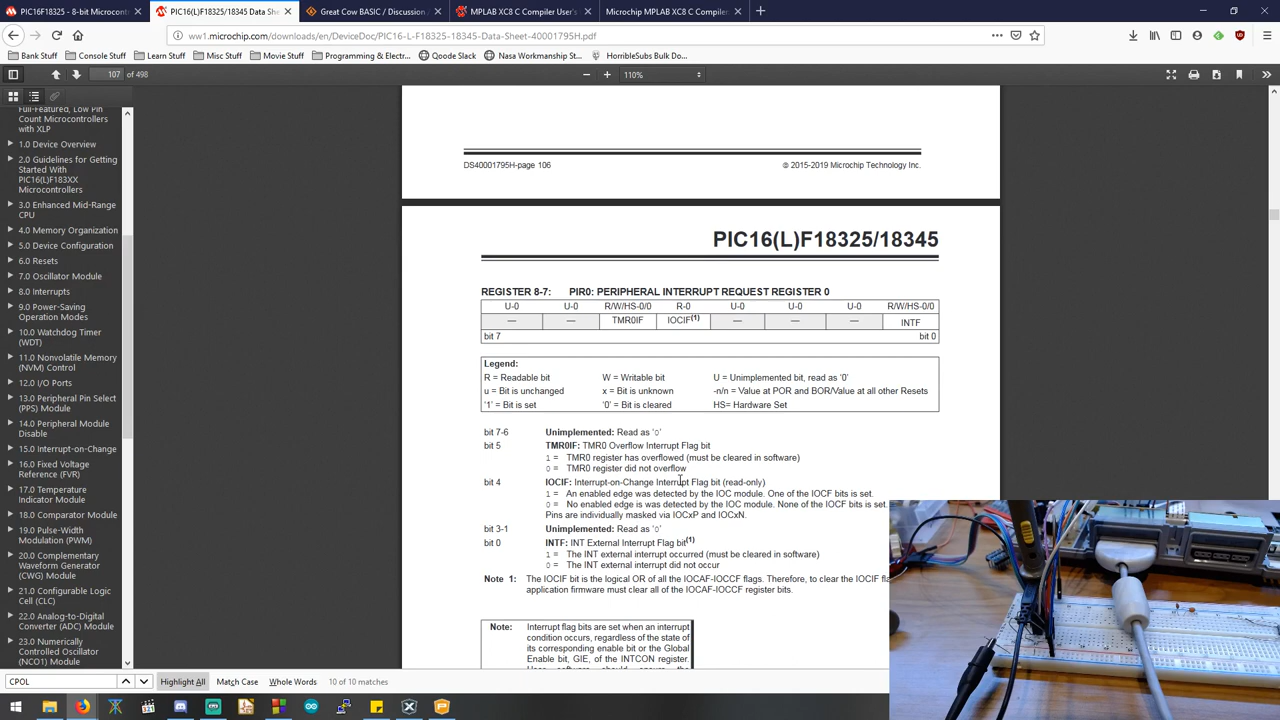 PIC16F18325 - 8-bit Microcont
PIC16(L)F18325/18345 Data She
Great Cow BASIC / Discussion /
MPLAB XC8 C Compiler User's
Microchip MPLAB XC8 C Compiler
ww1.microchip.com/downloads/en/DeviceDoc/PIC16-L-F18325-18345-Data-Sheet-40001795H.pdf
Bank Stuff
Console Stuff
Learn Stuff
Misc Stuff
Movie Stuff
Programming & Electr...
Qoode Slack
Nasa Workmanship St...
HorribleSubs Bulk Do...
107 of 498
110%
Full-Featured, Low Pin
Count Microcontrollers
with XLP
1.0 Device Overview
2.0 Guidelines for Getting
Started With
PIC16(L)F183XX
Microcontrollers
3.0 Enhanced Mid-Range
CPU
4.0 Memory Organization
5.0 Device Configuration
6.0 Resets
7.0 Oscillator Module
8.0 Interrupts
9.0 Power-Saving
Operation Modes
10.0 Watchdog Timer
(WDT)
11.0 Nonvolatile Memory
(NVM) Control
12.0 I/O Ports
13.0 Peripheral Pin Select
(PPS) Module
14.0 Peripheral Module
Disable
15.0 Interrupt-on-Change
16.0 Fixed Voltage
Reference (FVR)
17.0 Temperature
Indicator Module
18.0 Comparator Module
19.0 Pulse-Width
Modulation (PWM)
20.0 Complementary
Waveform Generator
(CWG) Module
21.0 Configurable Logic
Cell (CLC)
22.0 Analog-to-Digital
Converter (ADC) Module
23.0 Numerically
Controlled Oscillator
(NCO1) Module
DS40001795H-page 106
© 2015-2019 Microchip Technology Inc.
PIC16(L)F18325/18345
REGISTER 8-7: PIR0: PERIPHERAL INTERRUPT REQUEST REGISTER 0
U-0 U-0 R/W/HS-0/0 R-0 U-0 U-0 U-0 R/W/HS-0/0
— — TMR0IF IOCIF(1) — — — INTF
bit 7 bit 0
Legend:
R = Readable bit W = Writable bit U = Unimplemented bit, read as '0'
u = Bit is unchanged x = Bit is unknown -n/n = Value at POR and BOR/Value at all other Resets
'1' = Bit is set '0' = Bit is cleared HS= Hardware Set
bit 7-6 Unimplemented: Read as '0'
bit 5 TMR0IF: TMR0 Overflow Interrupt Flag bit
1 = TMR0 register has overflowed (must be cleared in software)
0 = TMR0 register did not overflow
bit 4 IOCIF: Interrupt-on-Change Interrupt Flag bit (read-only)
1 = An enabled edge was detected by the IOC module. One of the IOCF bits is set.
0 = No enabled edge is was detected by the IOC module. None of the IOCF bits is set.
Pins are individually masked via IOCxP and IOCxN.
bit 3-1 Unimplemented: Read as '0'
bit 0 INTF: INT External Interrupt Flag bit(1)
1 = The INT external interrupt occurred (must be cleared in software)
0 = The INT external interrupt did not occur
Note 1: The IOCIF bit is the logical OR of all the IOCAF-IOCCF flags. Therefore, to clear the IOCIF fla
application firmware must clear all of the IOCAF-IOCCF register bits.
Note: Interrupt flag bits are set when an interrupt
condition occurs, regardless of the state of
its corresponding enable bit or the Global
Enable bit, GIE, of the INTCON register.
CPOL
Highlight All
Match Case
Whole Words
10 of 10 matches